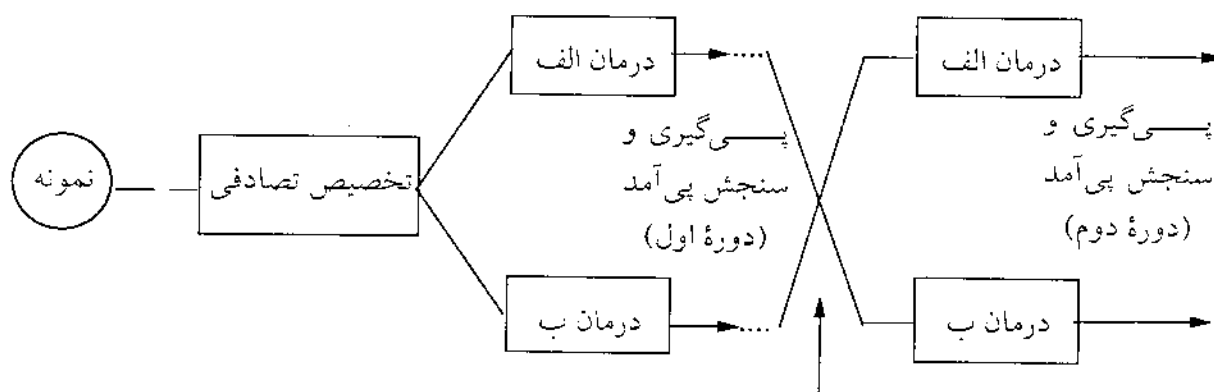 نمونه
تخصیص تصادفی
درمان الف
پی‌گیری و
سنجش پی‌آمد
(دورهٔ اول)
درمان ب
درمان الف
پی‌گیری و
سنجش پی‌آمد
(دورهٔ دوم)
درمان ب